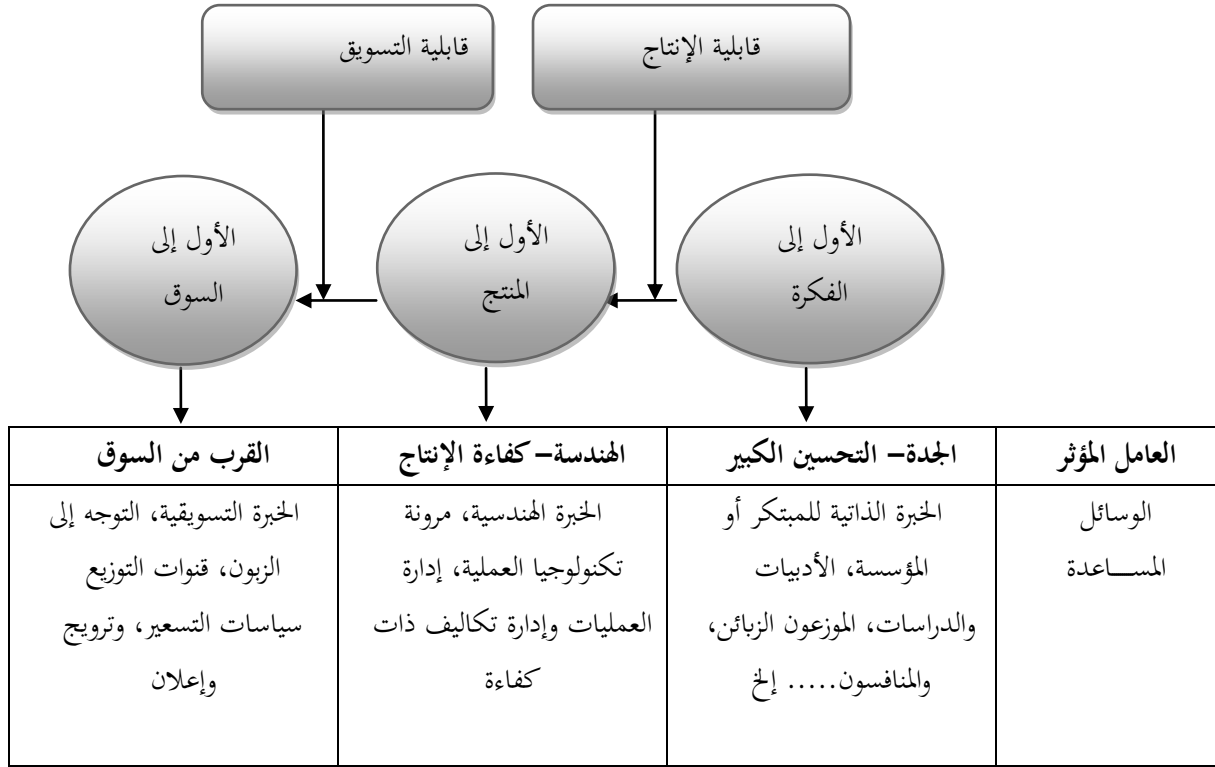 قابلية الإنتاج
قابلية التسويق
الأول إلى
الفكرة
الأول إلى
المنتج
الأول إلى
السوق
العامل المؤثر
الجدة– التحسين الكبير
الهندسة– كفاءة الإنتاج
القرب من السوق
الوسائل
المســـاعدة
الخبرة الذاتية للمبتكر أو
المؤسسة، الأدبيات
والدراسات، الموزعون الزبائن،
والمنافسون..... إلخ
الخبرة الهندسية، مرونة
تكنولوجيا العملية، إدارة
العمليات وإدارة تكاليف ذات
كفاءة
الخبرة التسويقية، التوجه إلى
الزبون، قنوات التوزيع
سياسات التسعير، وترويج
وإعلان